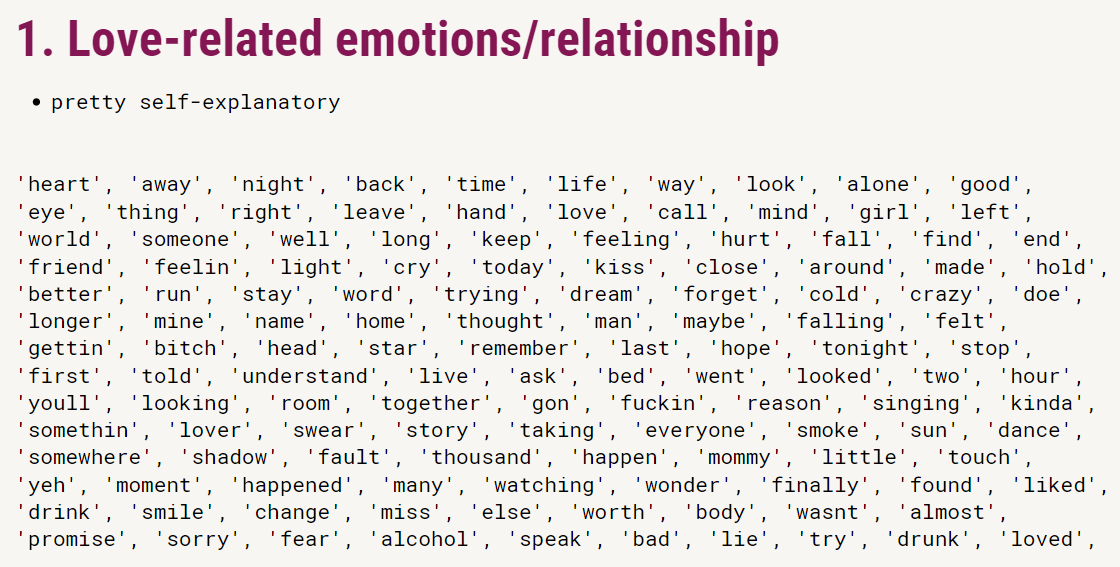 1. Love-related emotions/relationship
• pretty self-explanatory
'heart', 'away', 'night', 'back', 'time', 'life', 'way', 'look', 'alone', 'good',
'eye', 'thing', 'right', 'leave', 'hand', 'love', 'call', 'mind', 'girl', 'left',
'world', 'someone', 'well', 'long', 'keep', 'feeling', 'hurt', 'fall', 'find', 'end',
'friend', 'feelin', 'light', 'cry', 'today', 'kiss', 'close', 'around', 'made', 'hold',
'better', 'run', 'stay', 'word', 'trying', 'dream', 'forget', 'cold', 'crazy', 'doe',
'longer', 'mine', 'name', 'home', 'thought', 'man', 'maybe', 'falling', 'felt',
'gettin', 'bitch', 'head', 'star', 'remember', 'last', 'hope', 'tonight', 'stop',
'first', 'told', 'understand', 'live', 'ask', 'bed', 'went', 'looked', 'two', 'hour',
'youll', 'looking', 'room', 'together', 'gon', 'fuckin', 'reason', 'singing', 'kinda',
'somethin', 'lover', 'swear', 'story', 'taking', 'everyone', 'smoke', 'sun', 'dance',
'somewhere', 'shadow', 'fault', 'thousand', 'happen', 'mommy', 'little', 'touch',
'yeh', 'moment', 'happened', 'many', 'watching', 'wonder', 'finally', 'found', 'liked',
'drink', 'smile', 'change', 'miss', 'else', 'worth', 'body', 'wasnt', 'almost',
'promise', 'sorry', 'fear', 'alcohol', 'speak', 'bad', 'lie', 'try', 'drunk', 'loved',